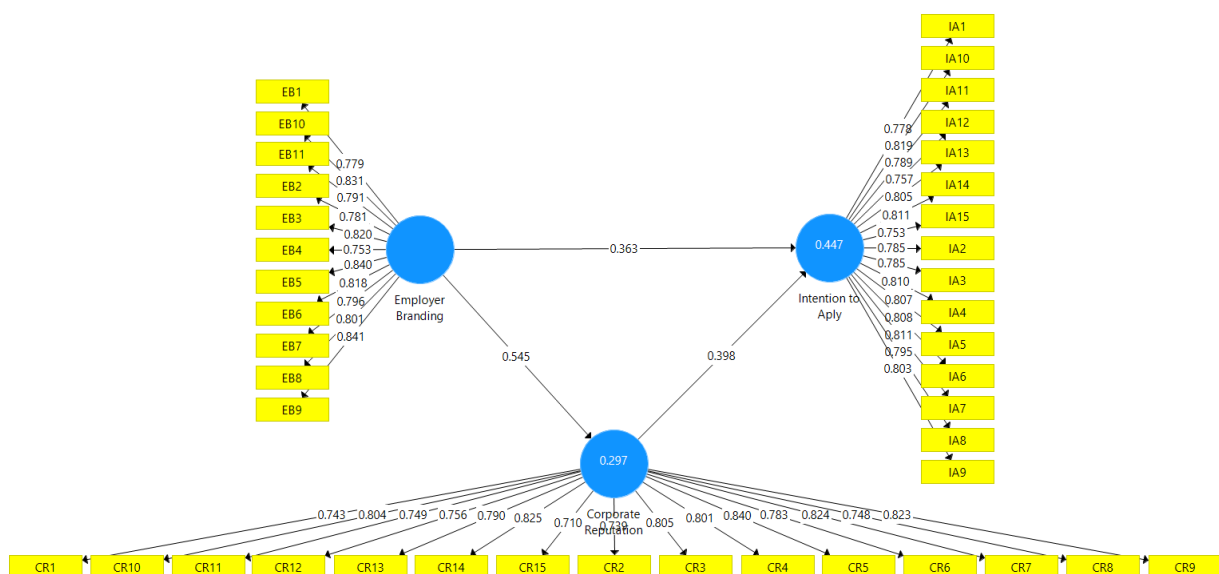 IA1
IA10
IA11
IA12
IA13
IA14
IA15
IA2
IA3
IA4
IA5
IA6
IA7
IA8
IA9
0.778
0.819
0.789
0.757
0.805
0.811
0.753
0.785
0.785
0.810
0.807
0.808
0.811
0.795
0.803
EB1
EB10
EB11
EB2
EB3
EB4
EB5
EB6
EB7
EB8
EB9
0.779
0.831
0.791
0.781
0.820
0.753
0.840
0.818
0.796
0.801
0.841
Employer
Branding
0.363
0.447
Intention to
Aply
0.545
0.398
0.297
Corporate
Reputation
0.743 0.804 0.749 0.756 0.790 0.825 0.710 0.739 0.805 0.801 0.840 0.783 0.824 0.748 0.823
CR1 CR10 CR11 CR12 CR13 CR14 CR15 CR2 CR3 CR4 CR5 CR6 CR7 CR8 CR9